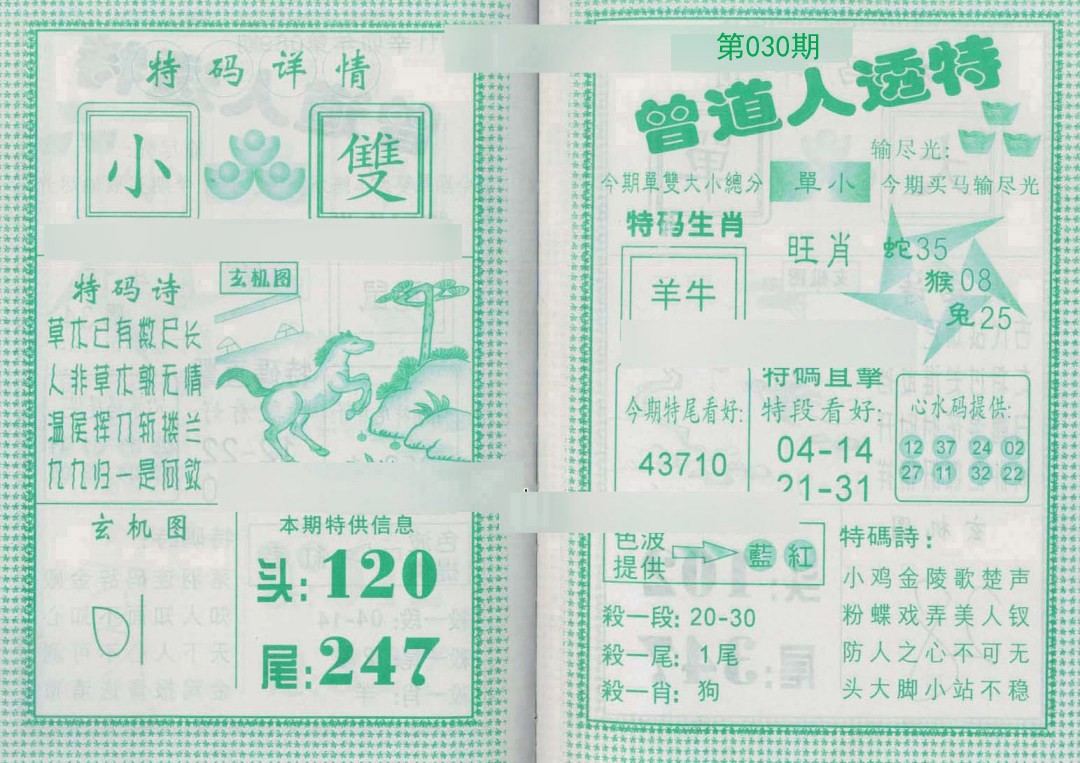 特码详情
小
雙
特码诗
玄机图
草木已有数尺长
人非草木孰无情
温侯挥刀斩楼兰
九九归一是何数
玄机图
本期特供信息
头:120
尾:247
第030期
曾道人透特
输尽光:
今期單雙大小總分
單小
今期买马输尽光
特码生肖
旺肖
蛇35
猴08
兔25
羊牛
今期特尾看好:
43710
特碼直擊
特段看好:
04-14
21-31
心水码提供:
12 37 24 02
27 11 32 22
色波
提供
藍 紅
殺一段: 20-30
殺一尾: 1尾
殺一肖: 狗
特碼詩:
小鸡金陵歌楚声
粉蝶戏弄美人钗
防人之心不可无
头大脚小站不稳